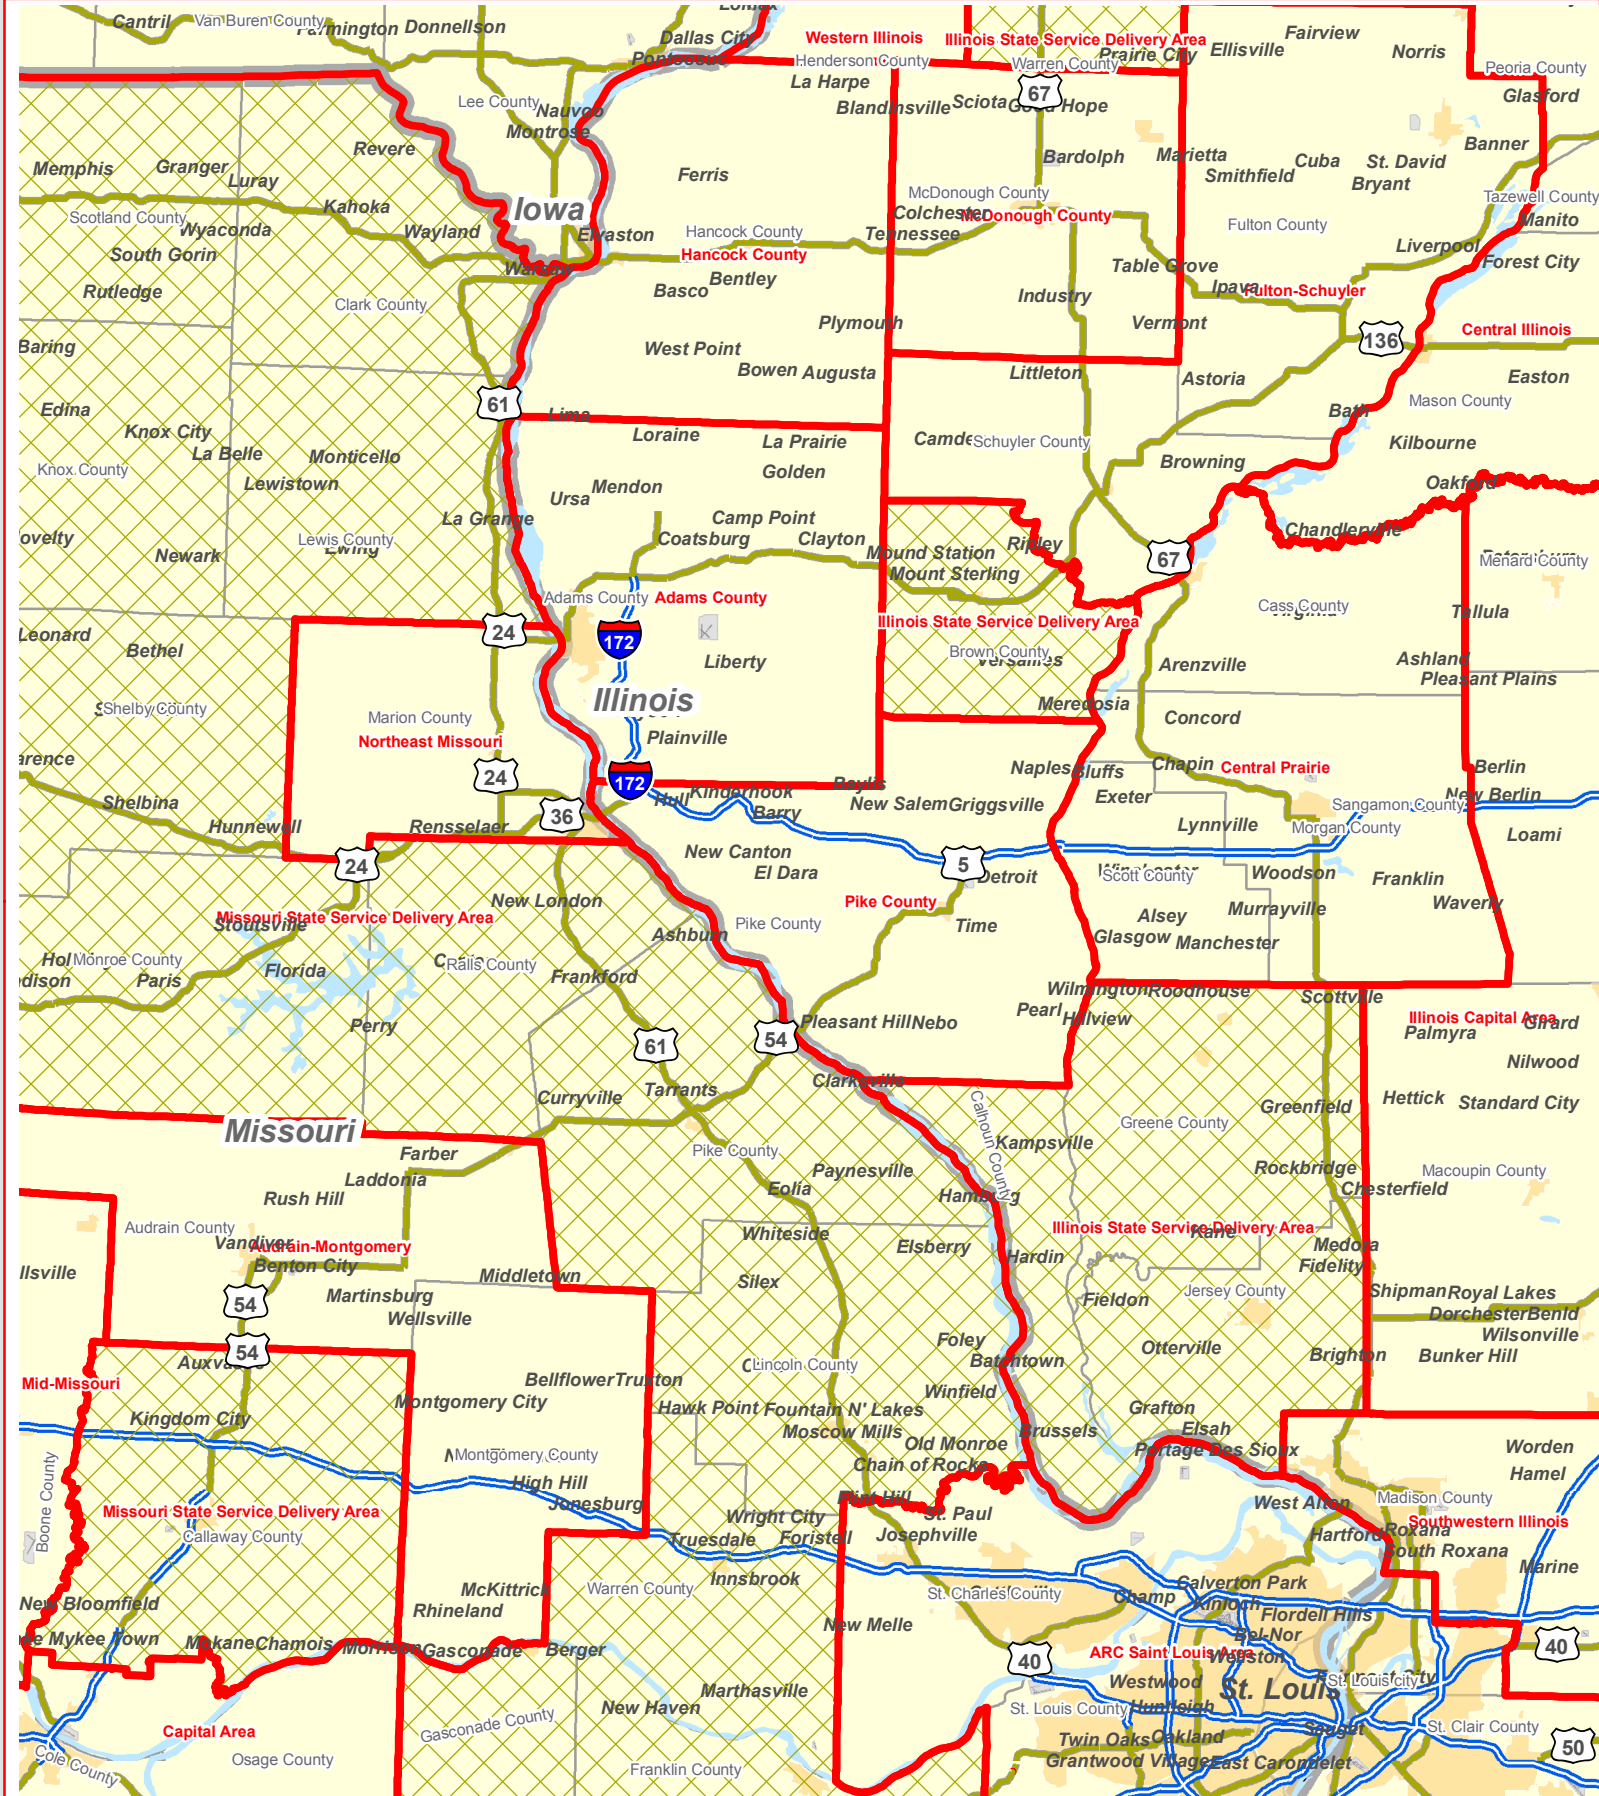 Cantril
Van Buren County
Farmington
Donnellson
Lomax
Dallas City
Pontoosuc
Western Illinois
Henderson County
La Harpe
Illinois State Service Delivery Area
Warren County
Prairie City
Ellisville
Fairview
Norris
Peoria County
Glasford
Lee County
Nauvoo
Montrose
Blandinsville
Sciota
67
Good Hope
Banner
Revere
Memphis
Granger
Luray
Ferris
Bardolph
Marietta
Smithfield
Cuba
St. David
Bryant
Tazewell County
Manito
Scotland County
Wyaconda
Kahoka
Wayland
Iowa
Elvaston
Hancock County
Hancock County
McDonough County
Colchester
McDonough County
Tennessee
Fulton County
Liverpool
Forest City
South Gorin
Rutledge
Clark County
Warsaw
Basco
Bentley
Industry
Table Grove
Ipava
Fulton-Schuyler
Vermont
Central Illinois
136
Baring
West Point
Plymouth
Bowen
Augusta
Littleton
Astoria
Easton
Mason County
Edina
61
Lima
Loraine
La Prairie
Golden
Schuyler County
Bath
Kilbourne
Knox City
La Belle
Monticello
Knox County
Lewistown
Browning
Oakford
Ursa
Mendon
La Grange
Camp Point
Coatsburg
Clayton
Mound Station
Mount Sterling
Ripley
Chandlerville
67
Newark
Lewis County
Ewing
Menard County
Adams County
Adams County
Illinois State Service Delivery Area
Brown County
Versailles
Cass County
Virginia
Tallula
24
172
Leonard
Bethel
Liberty
Arenzville
Ashland
Pleasant Plains
Illinois
Shelby County
Marion County
Northeast Missouri
Plainville
Meredosia
Concord
24
172
Naples
Bluffs
Chapin
Central Prairie
Berlin
Shelbina
Hunnewell
Rensselaer
36
Hull
Kinderhook
Barry
Baylis
New Salem
Griggsville
Exeter
Lynnville
Sangamon County
New Berlin
Morgan County
Loami
24
New Canton
El Dara
5
Detroit
Winchester
Scott County
Woodson
Franklin
Waverly
New London
Missouri State Service Delivery Area
Stoutsville
Pike County
Pike County
Time
Ashburn
Alsey
Glasgow
Manchester
Murrayville
Monroe County
Paris
Florida
Ralls County
Frankford
Perry
61
54
Pleasant Hill
Nebo
Pearl
Wilmington
Hillview
Roodhouse
Scottville
Illinois Capital Area
Palmyra
Girard
Nilwood
Clarksville
Curryville
Tarrants
Calhoun County
Greenfield
Greene County
Hettick
Standard City
Missouri
Farber
Laddonia
Rush Hill
Pike County
Paynesville
Eolia
Kampsville
Hamburg
Rockbridge
Chesterfield
Macoupin County
Audrain County
Vandiver
Audrain-Montgomery
Benton City
Whiteside
Elsberry
Hardin
Illinois State Service Delivery Area
Kane
Medora
Fidelity
Middletown
Silex
Martinsburg
Wellsville
54
54
Fieldon
Jersey County
Shipman
Royal Lakes
Dorchester
Benld
Wilsonville
Bunker Hill
Brighton
Mid-Missouri
Foley
Batchtown
Otterville
Lincoln County
Bellflower
Truxton
Winfield
Montgomery City
Hawk Point
Fountain N' Lakes
Moscow Mills
Kingdom City
Old Monroe
Chain of Rocks
Brussels
Grafton
Elsah
Portage Des Sioux
Montgomery County
High Hill
Jonesburg
Boone County
Missouri State Service Delivery Area
Callaway County
Flint Hill
St. Paul
Josephville
Wright City
Truesdale
Foristell
Innsbrook
West Alton
Worden
Hamel
Madison County
Southwestern Illinois
Hartford
Roxana
South Roxana
Marine
New Bloomfield
McKittrick
Rhineland
Warren County
St. Charles County
New Melle
Champ
Calverton Park
Kinloch
Flordell Hills
Bel-Nor
Mokane
Chamois
Morrison
Gasconade
Berger
40
ARC Saint Louis Area
Wellston
40
Westwood
St. Louis
St. Louis city
Fairmont City
Marthasville
New Haven
St. Louis County
Huntleigh
Capital Area
Gasconade County
Twin Oaks
Oakland
Sauget
St. Clair County
50
Cole County
Osage County
Franklin County
Grantwood Village
East Carondelet